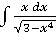 ∫ x dx / √(3−x⁴)